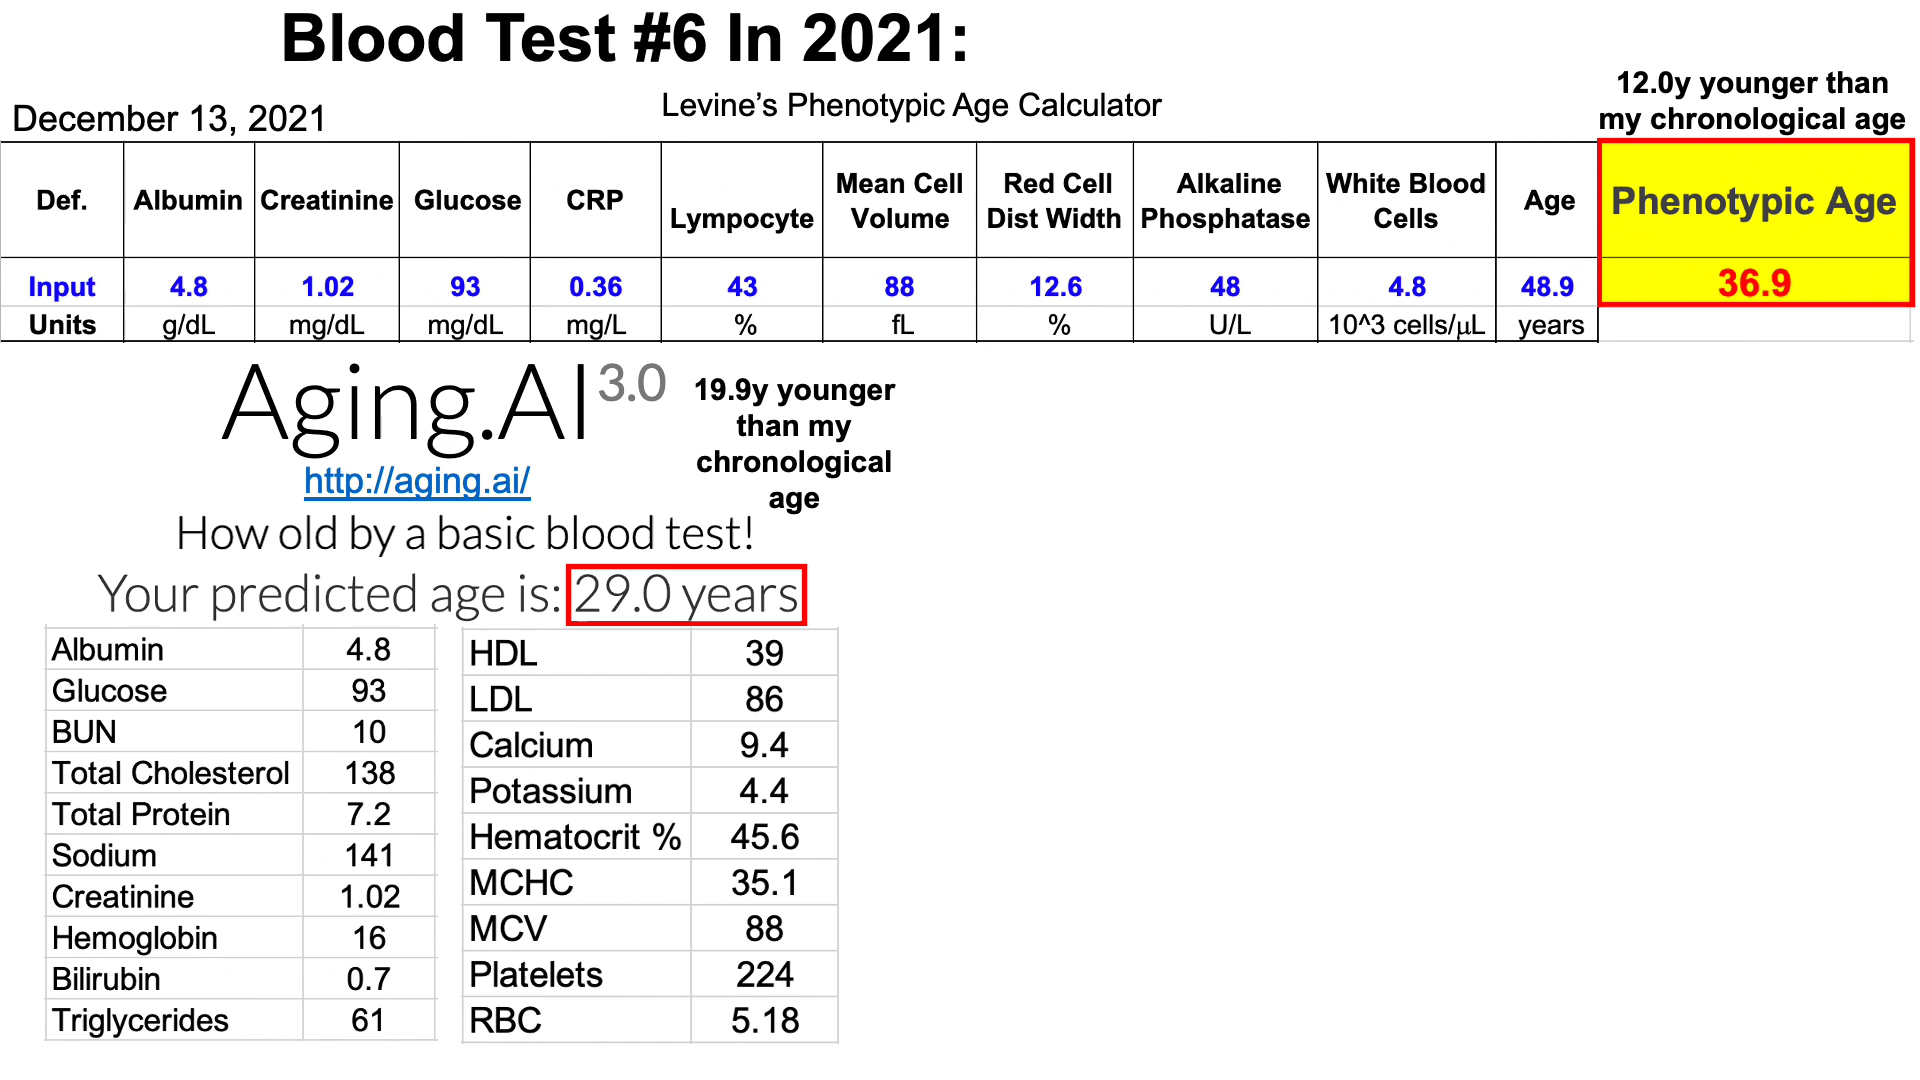 Blood Test #6 In 2021:
December 13, 2021
Levine's Phenotypic Age Calculator
12.0y younger than
my chronological age
Def. Albumin Creatinine Glucose CRP Lympocyte Mean Cell Volume Red Cell Dist Width Alkaline Phosphatase White Blood Cells Age Phenotypic Age
Input 4.8 1.02 93 0.36 43 88 12.6 48 4.8 48.9 36.9
Units g/dL mg/dL mg/dL mg/L % fL % U/L 10^3 cells/μL years
Aging.AI 3.0
http://aging.ai/
19.9y younger
than my
chronological
age
How old by a basic blood test!
Your predicted age is: 29.0 years
Albumin 4.8
Glucose 93
BUN 10
Total Cholesterol 138
Total Protein 7.2
Sodium 141
Creatinine 1.02
Hemoglobin 16
Bilirubin 0.7
Triglycerides 61
HDL 39
LDL 86
Calcium 9.4
Potassium 4.4
Hematocrit % 45.6
MCHC 35.1
MCV 88
Platelets 224
RBC 5.18